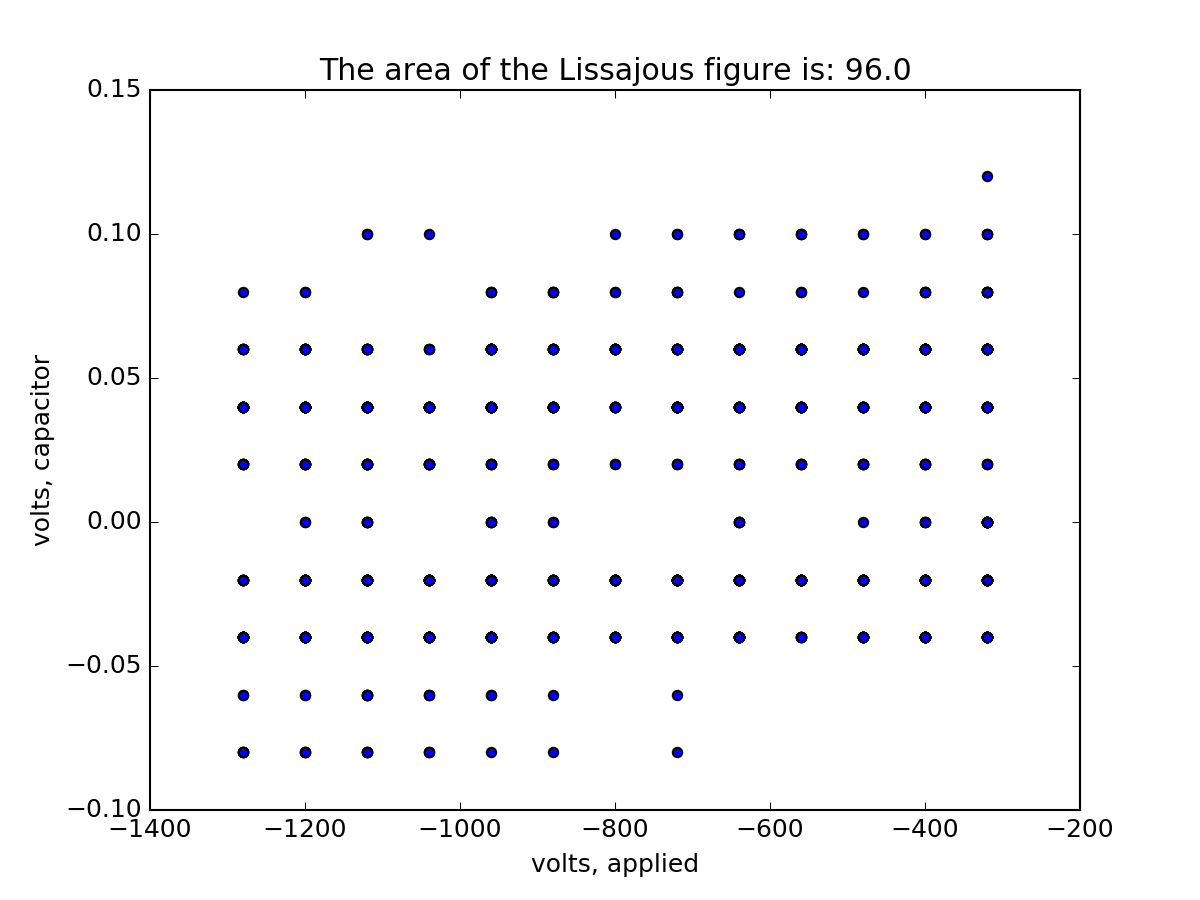 The area of the Lissajous figure is: 96.0
0.15
0.10
0.05
0.00
−0.05
−0.10
volts, capacitor
−1400 −1200 −1000 −800 −600 −400 −200
volts, applied